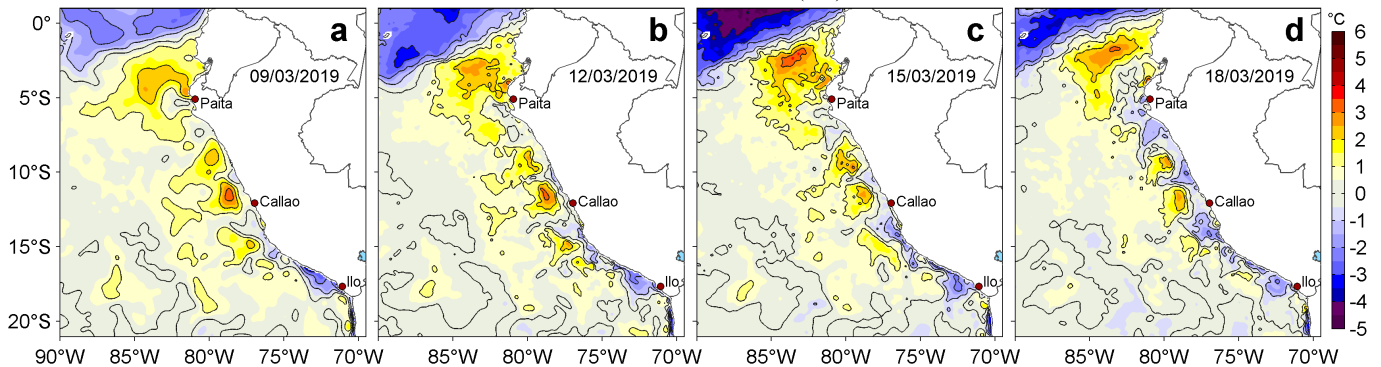 a b c d
°C
09/03/2019 12/03/2019 15/03/2019 18/03/2019
0°
5°S
10°S
15°S
20°S
Paita Paita Paita Paita
Callao Callao Callao Callao
Ilo Ilo Ilo Ilo
6
5
4
3
2
1
0
-1
-2
-3
-4
-5
90°W 85°W 80°W 75°W 70°W 85°W 80°W 75°W 70°W 85°W 80°W 75°W 70°W 85°W 80°W 75°W 70°W